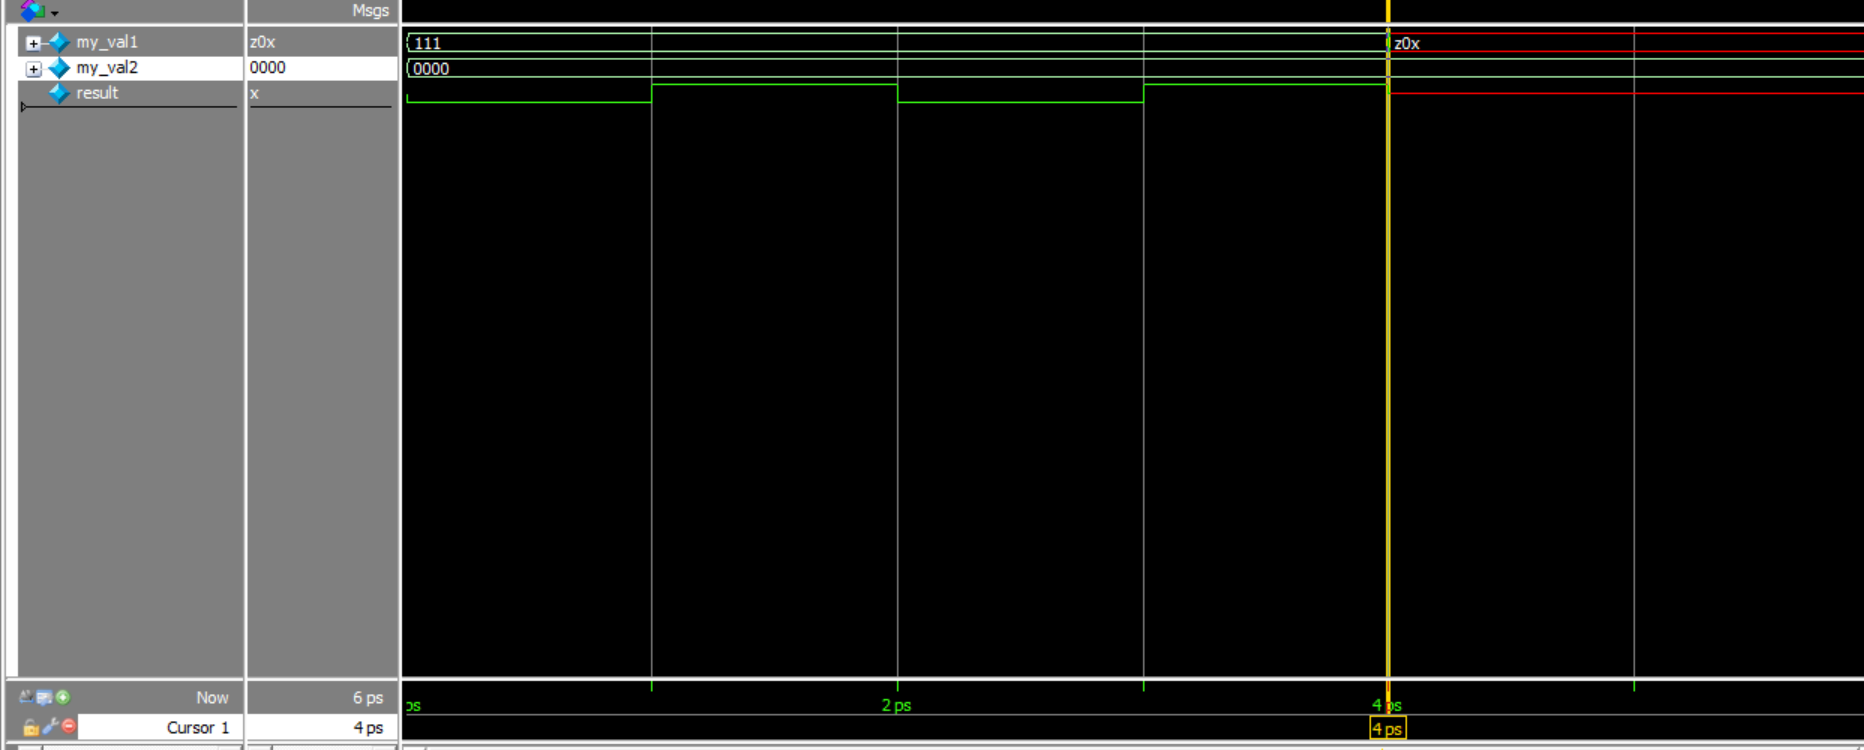 Msgs
my_val1 z0x 111 z0x
my_val2 0000 0000
result x
Now 6 ps ps 2 ps 4 ps
Cursor 1 4 ps 4 ps